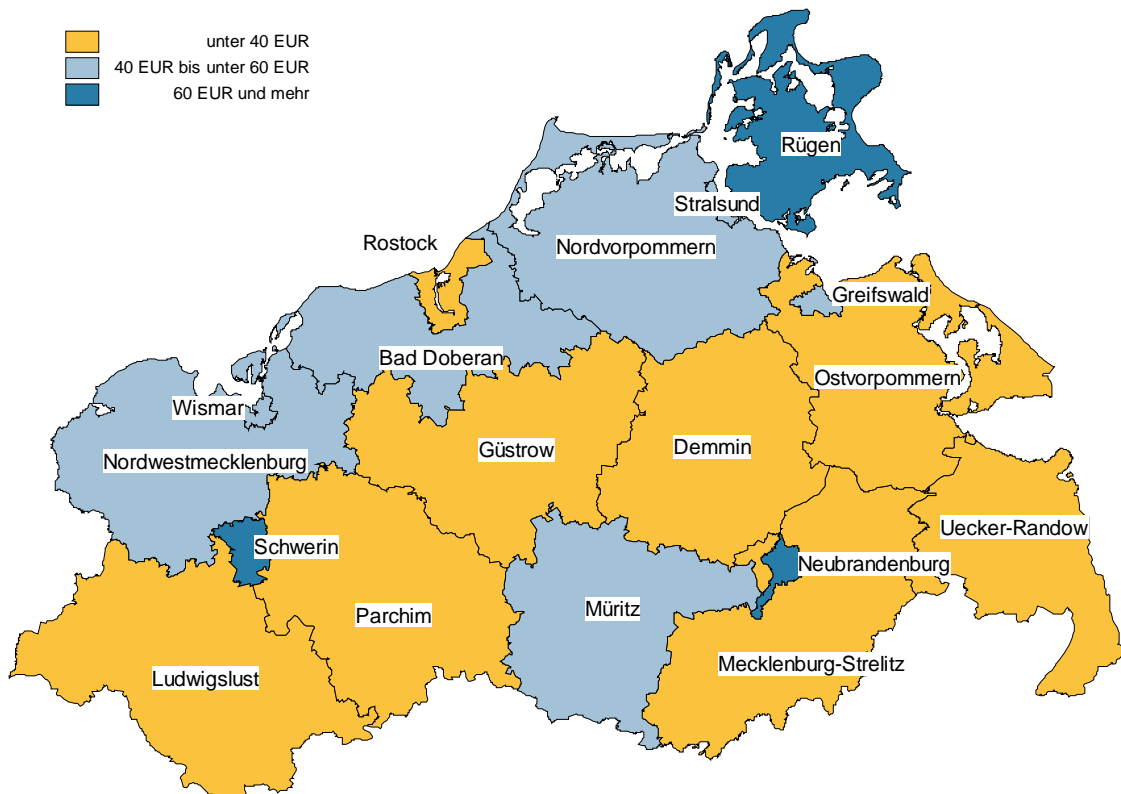 unter 40 EUR
40 EUR bis unter 60 EUR
60 EUR und mehr
Rügen
Stralsund
Rostock
Nordvorpommern
Greifswald
Bad Doberan
Ostvorpommern
Wismar
Güstrow
Demmin
Nordwestmecklenburg
Uecker-Randow
Schwerin
Neubrandenburg
Müritz
Parchim
Mecklenburg-Strelitz
Ludwigslust